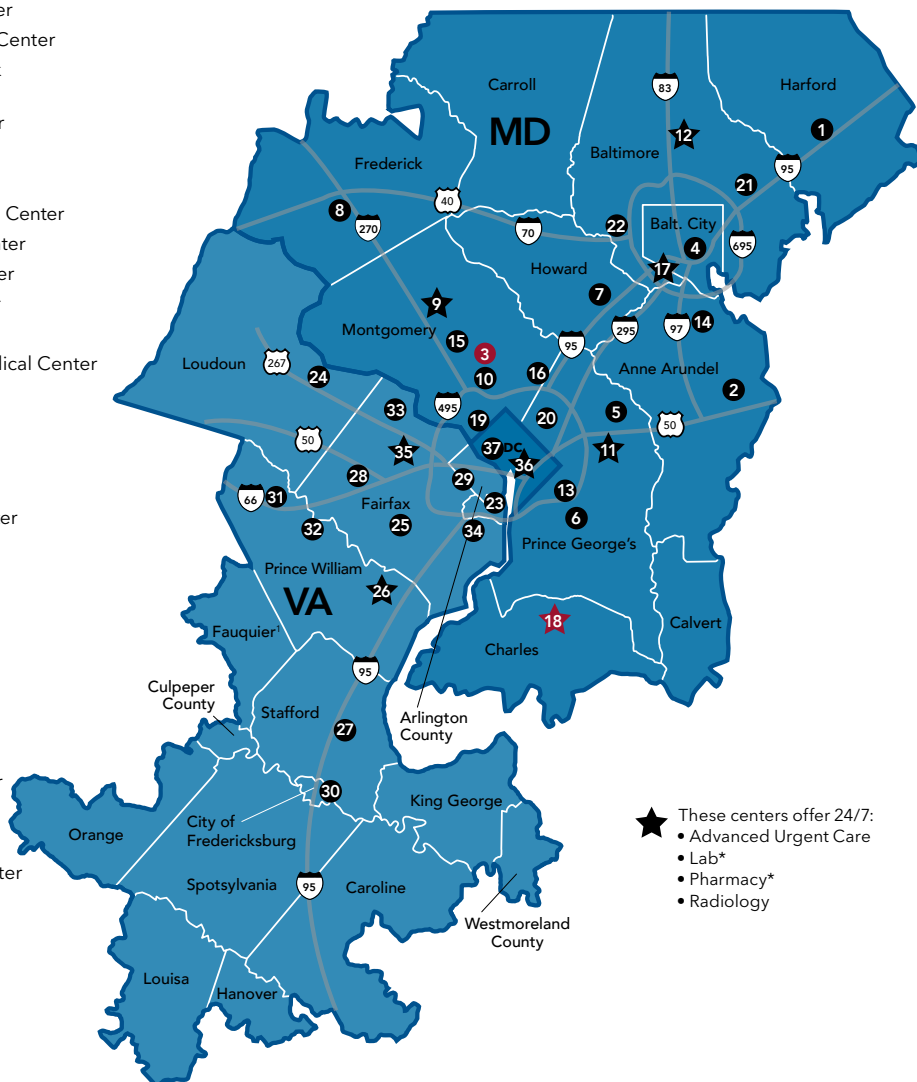 Center
Center
Center
dical Center
Carroll
Harford
83
MD
1
12
Baltimore
95
Frederick
21
40
8
Balt. City
22
270
70
4
695
Howard
17
7
9
14
295
97
Montgomery
15
95
3
Loudoun
267
Anne Arundel
24
16
10
2
33
495
5
19
20
50
50
35
37
DC
11
36
28
29
13
66
31
Fairfax
23
6
32
25
34
Prince George's
Prince William
26
VA
18
Calvert
Fauquier¹
Charles
95
Culpeper
County
Stafford
Arlington
County
27
30
King George
City of
Fredericksburg
Orange
These centers offer 24/7:
• Advanced Urgent Care
• Lab*
• Pharmacy*
• Radiology
Spotsylvania
95
Caroline
Westmoreland
County
Louisa
Hanover